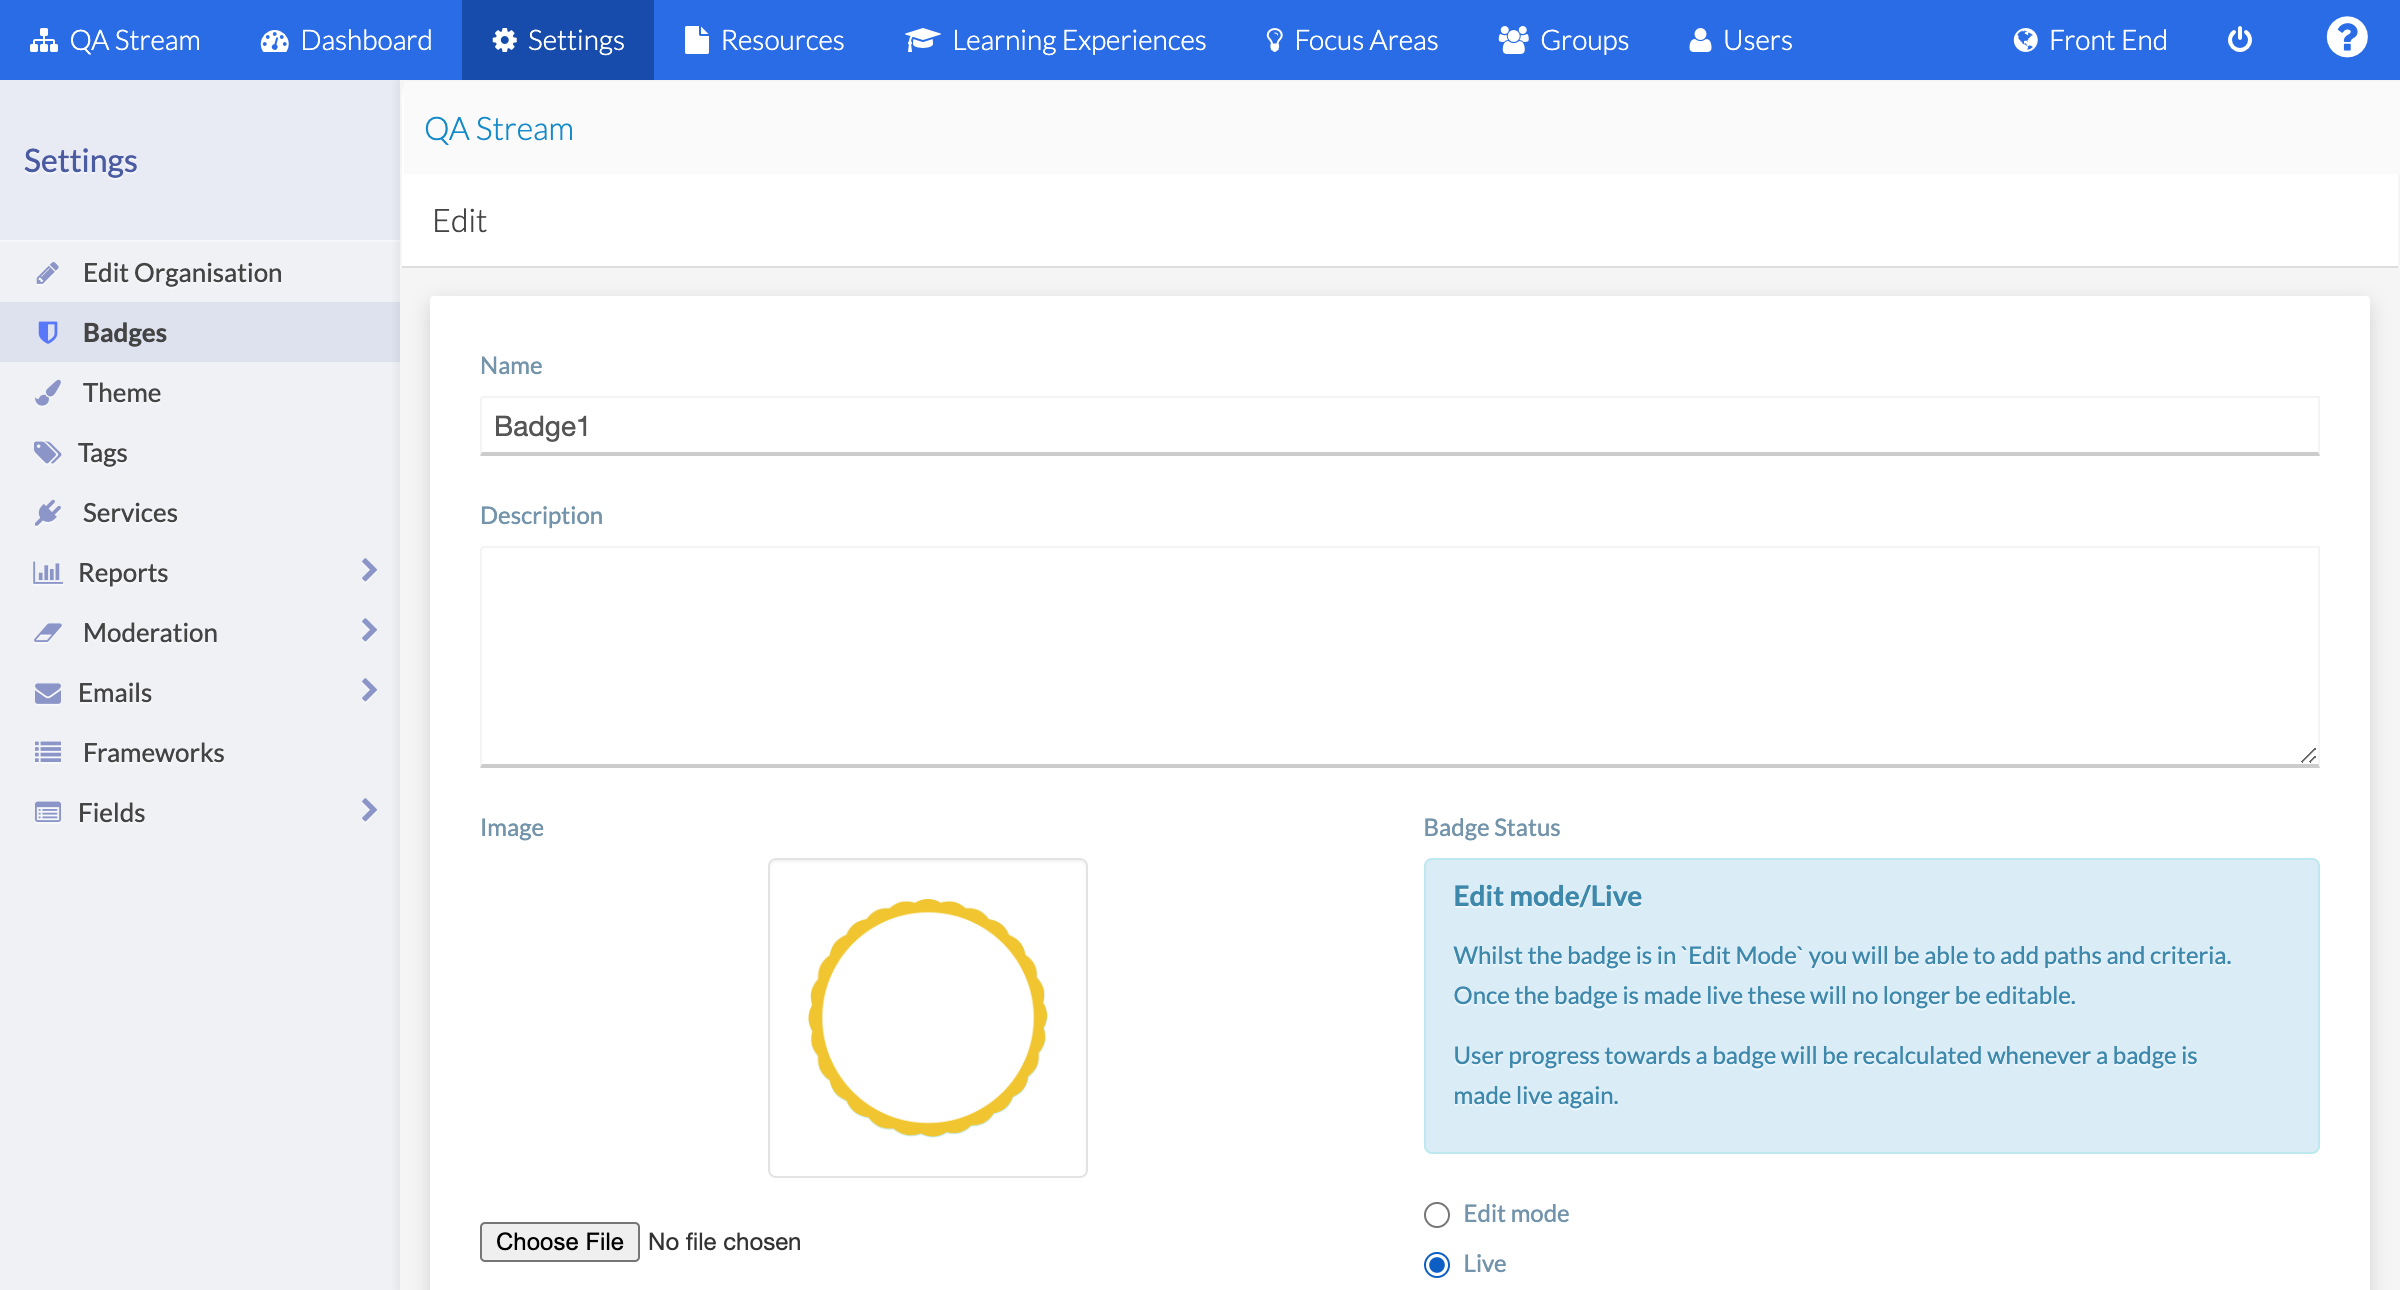 QA Stream Dashboard Settings Resources Learning Experiences Focus Areas Groups Users Front End
Settings
Edit Organisation
Badges
Theme
Tags
Services
Reports
Moderation
Emails
Frameworks
Fields
QA Stream
Edit
Name
Badge1
Description
Image
Choose File No file chosen
Badge Status
Edit mode/Live
Whilst the badge is in `Edit Mode` you will be able to add paths and criteria.
Once the badge is made live these will no longer be editable.
User progress towards a badge will be recalculated whenever a badge is
made live again.
Edit mode
Live